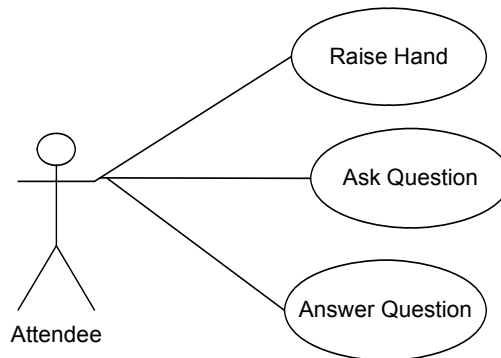 Raise Hand
Ask Question
Answer Question
Attendee